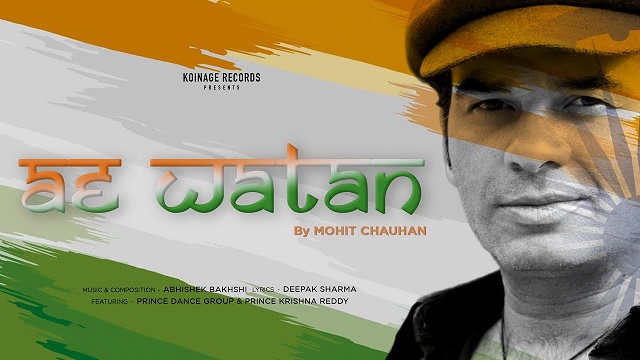 KOINAGE RECORDS
PRESENTS
ae watan
By MOHIT CHAUHAN
MUSIC & COMPOSITION - ABHISHEK BAKHSHI LYRICS - DEEPAK SHARMA
FEATURING - PRINCE DANCE GROUP & PRINCE KRISHNA REDDY